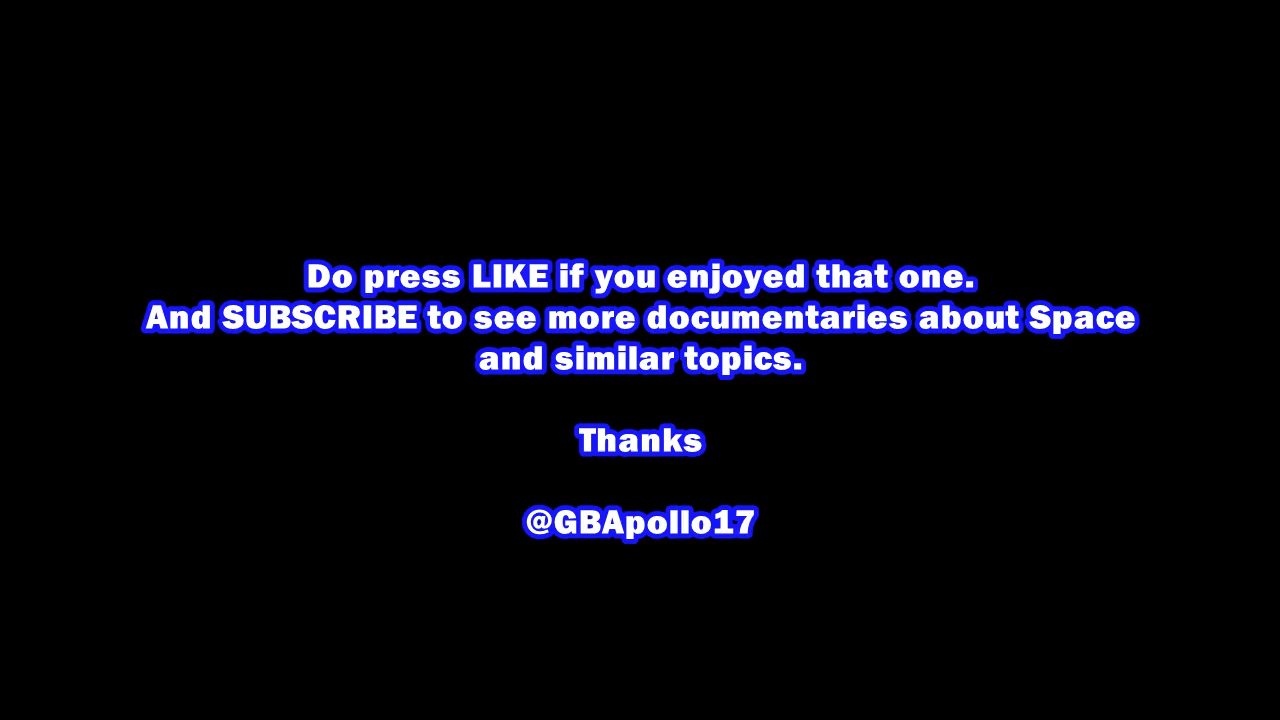 Do press LIKE if you enjoyed that one.
And SUBSCRIBE to see more documentaries about Space
and similar topics.
Thanks
@GBApollo17